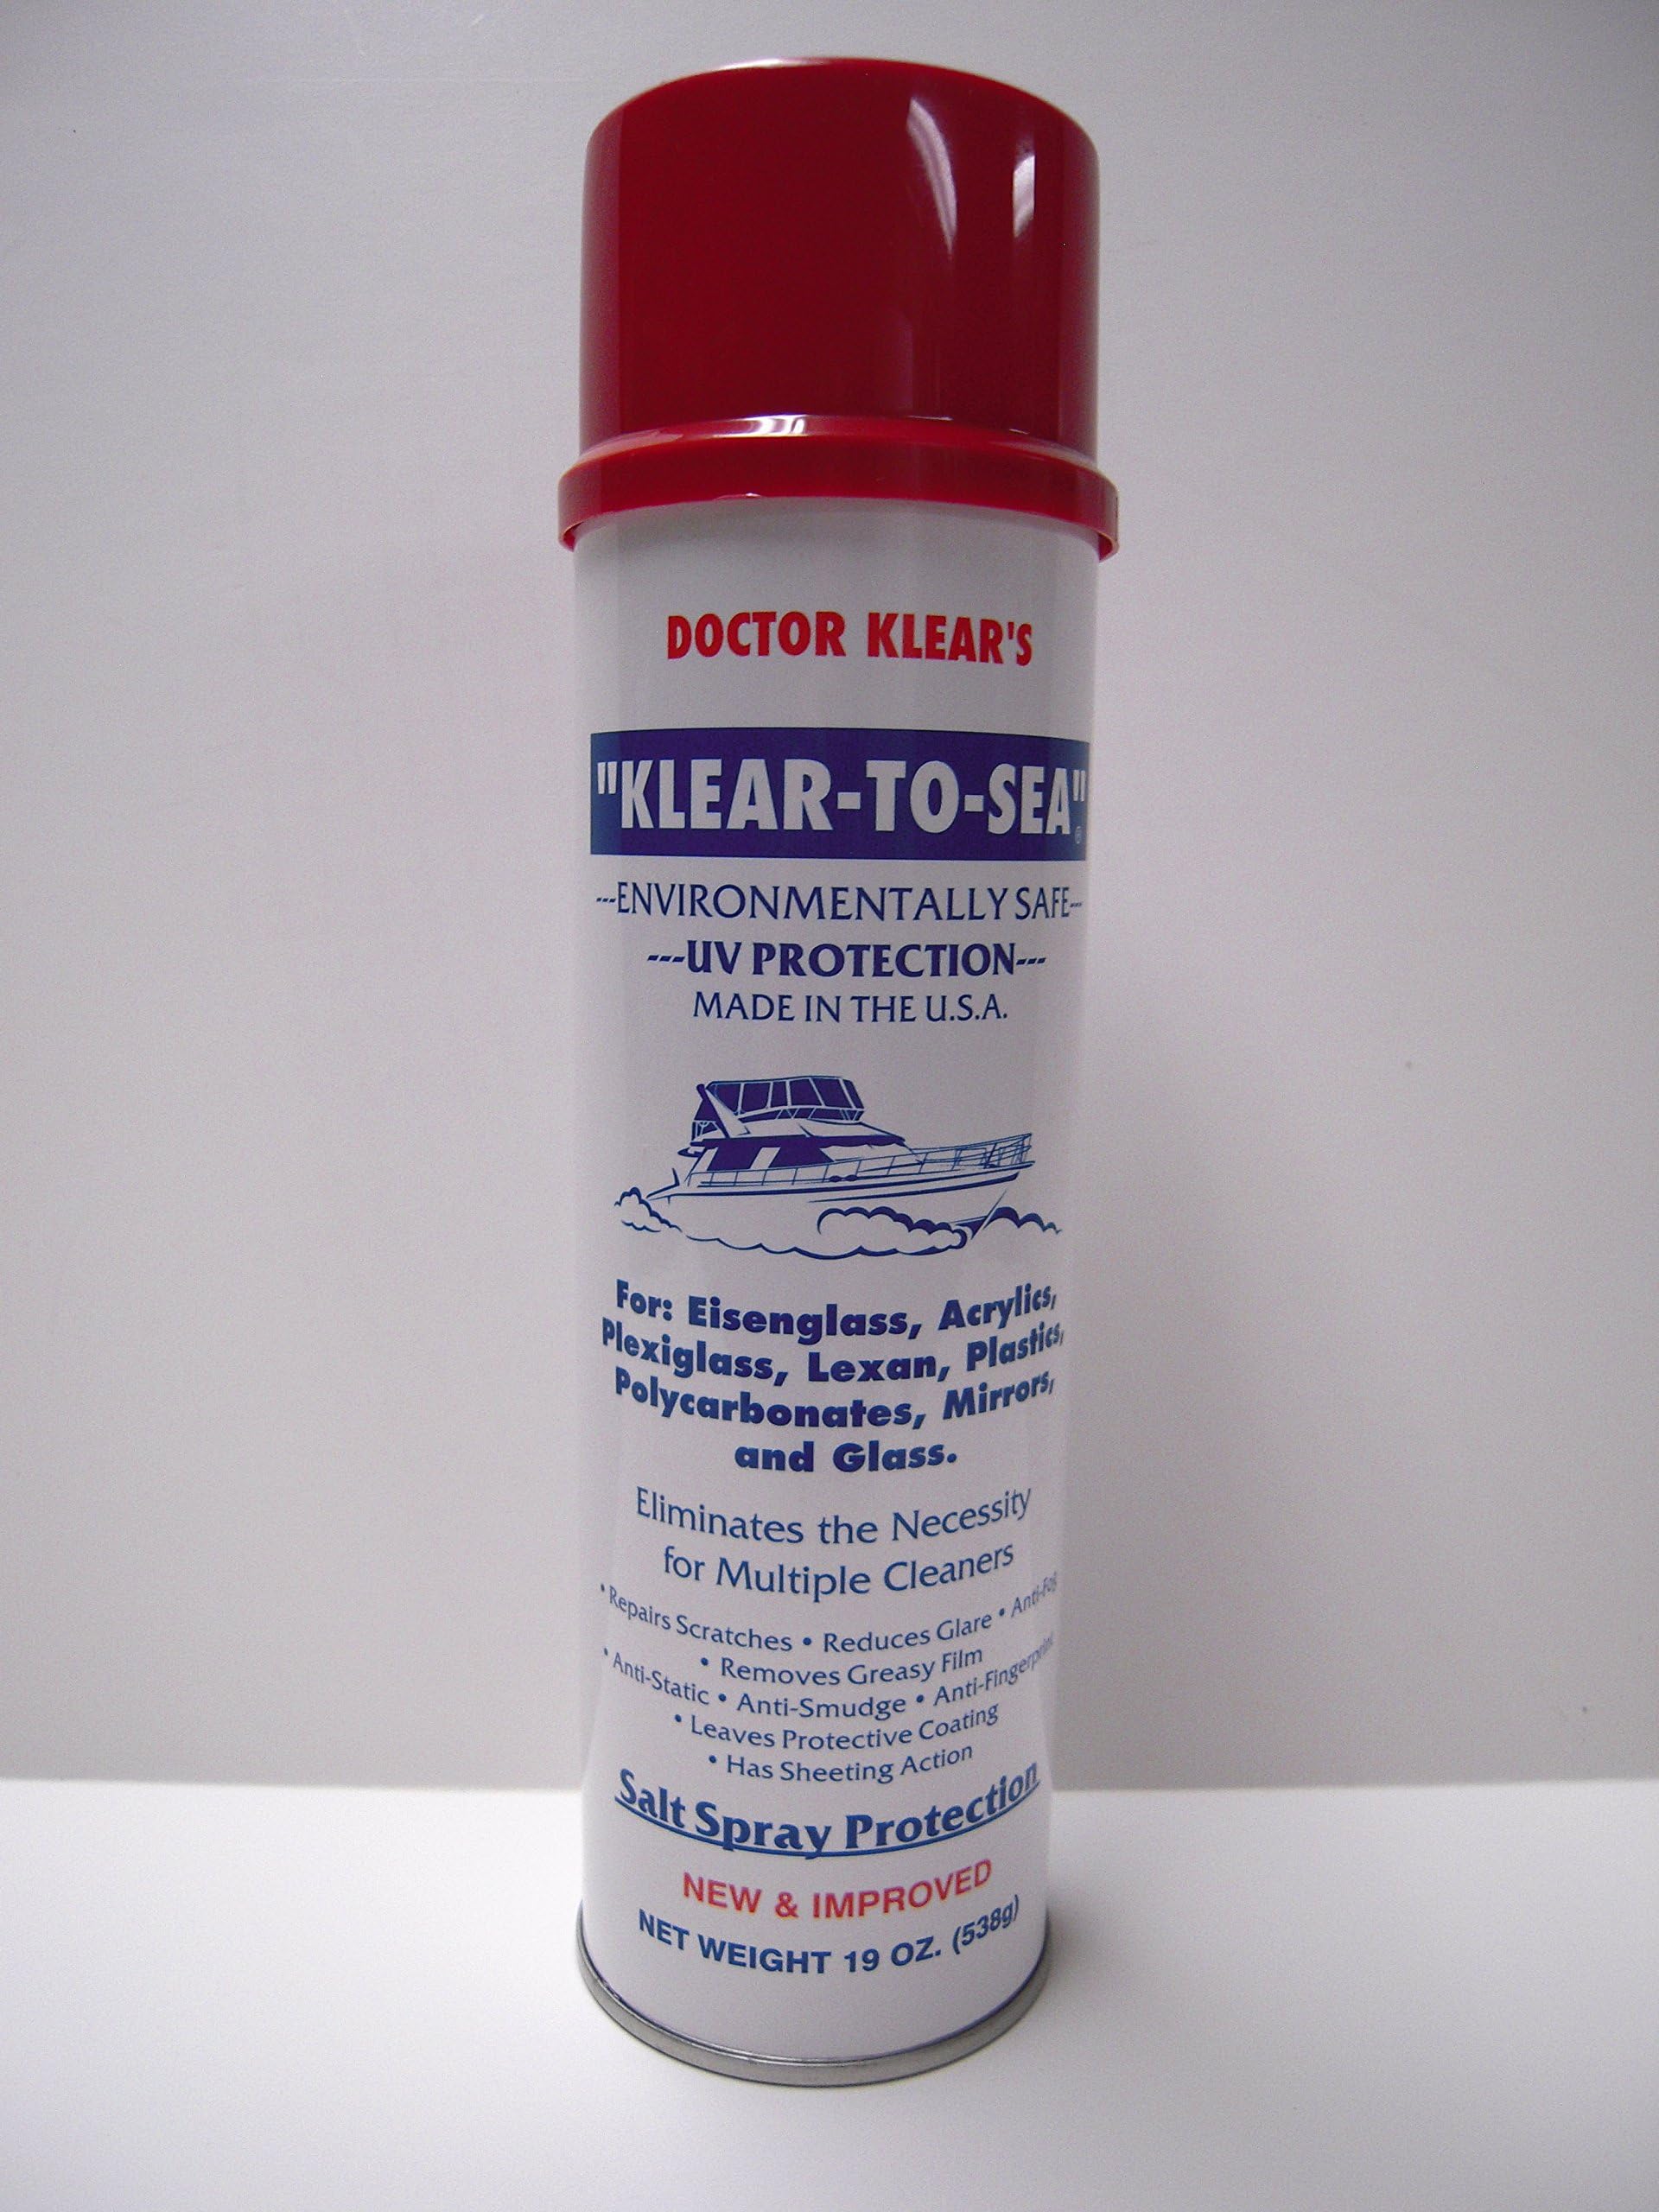 DOCTOR KLEAR'S
"KLEAR-TO-SEA"®
---ENVIRONMENTALLY SAFE--
---UV PROTECTION---
MADE IN THE U.S.A.
For: Eisenglass, Acrylics,
Plexiglass, Lexan, Plastics,
Polycarbonates, Mirrors,
and Glass.
Eliminates the Necessity
for Multiple Cleaners
• Repairs Scratches • Reduces Glare • Anti-Fog
• Removes Greasy Film
• Anti-Static • Anti-Smudge • Anti-Fingerprint
• Leaves Protective Coating
• Has Sheeting Action
Salt Spray Protection
NEW & IMPROVED
NET WEIGHT 19 OZ. (538g)